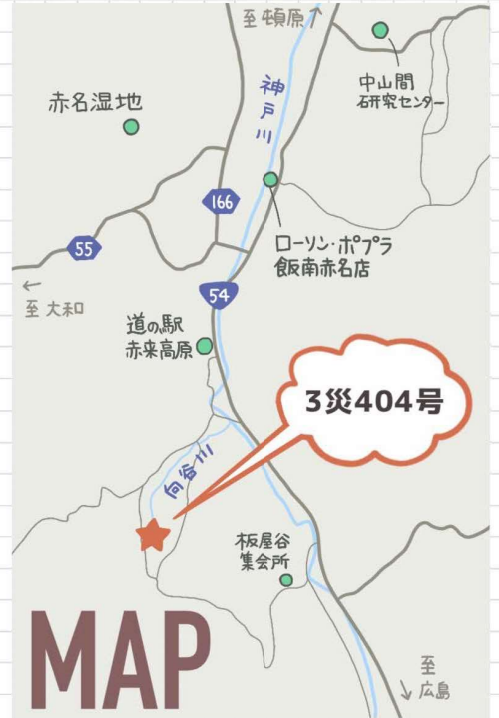 至頓原↗
中山間
研究センター
神戸川
赤名湿地
166
55
ローソン・ポプラ
飯南赤名店
54
←
至大和
道の駅
赤来高原
3災404号
向谷川
板屋谷
集会所
MAP
至
↘広島